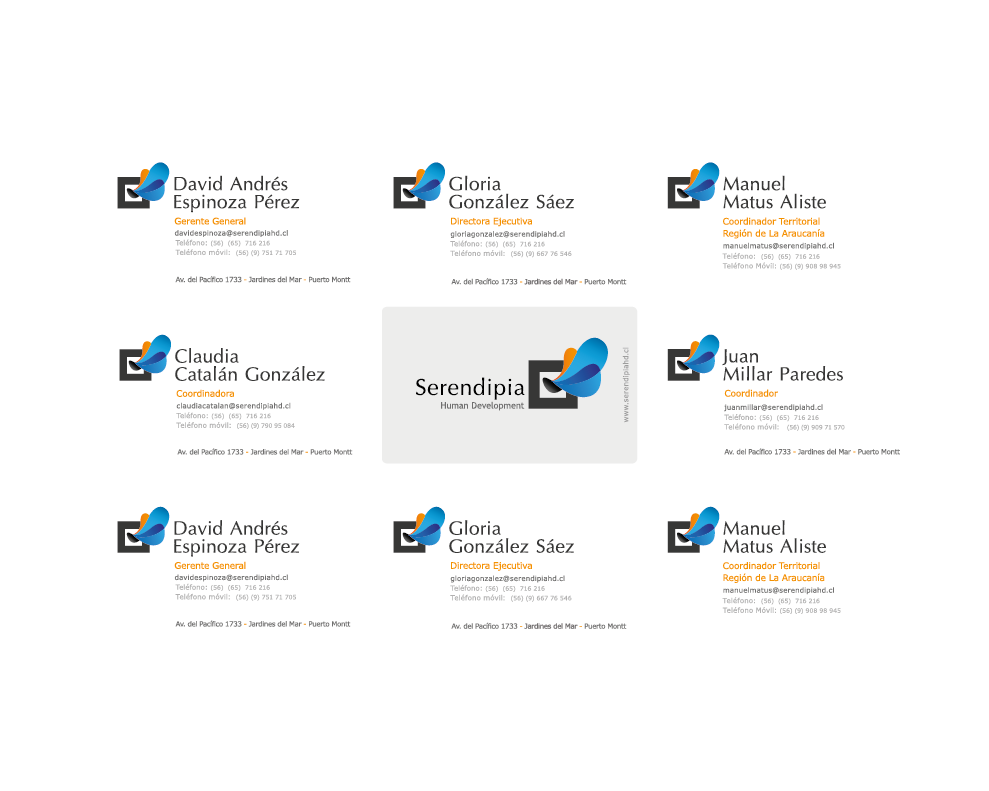 David Andrés
Espinoza Pérez
Gerente General
davidespinoza@serendipiahd.cl
Teléfono: (56) (65) 716 216
Teléfono móvil: (56) (9) 751 71 705
Av. del Pacífico 1733 - Jardines del Mar - Puerto Montt
Gloria
González Sáez
Directora Ejecutiva
gloriagonzalez@serendipiahd.cl
Teléfono: (56) (65) 716 216
Teléfono móvil: (56) (9) 667 76 546
Av. del Pacífico 1733 - Jardines del Mar - Puerto Montt
Manuel
Matus Aliste
Coordinador Territorial
Región de La Araucanía
manuelmatus@serendipiahd.cl
Teléfono: (56) (65) 716 216
Teléfono Móvil: (56) (9) 908 98 945
Claudia
Catalán González
Coordinadora
claudiacatalan@serendipiahd.cl
Teléfono: (56) (65) 716 216
Teléfono móvil: (56) (9) 790 95 084
Av. del Pacífico 1733 - Jardines del Mar - Puerto Montt
Serendipia
Human Development
www.serendipiahd.cl
Juan
Millar Paredes
Coordinador
juanmillar@serendipiahd.cl
Teléfono: (56) (65) 716 216
Teléfono móvil: (56) (9) 909 71 570
Av. del Pacífico 1733 - Jardines del Mar - Puerto Montt
David Andrés
Espinoza Pérez
Gerente General
davidespinoza@serendipiahd.cl
Teléfono: (56) (65) 716 216
Teléfono móvil: (56) (9) 751 71 705
Av. del Pacífico 1733 - Jardines del Mar - Puerto Montt
Gloria
González Sáez
Directora Ejecutiva
gloriagonzalez@serendipiahd.cl
Teléfono: (56) (65) 716 216
Teléfono móvil: (56) (9) 667 76 546
Av. del Pacífico 1733 - Jardines del Mar - Puerto Montt
Manuel
Matus Aliste
Coordinador Territorial
Región de La Araucanía
manuelmatus@serendipiahd.cl
Teléfono: (56) (65) 716 216
Teléfono Móvil: (56) (9) 908 98 945